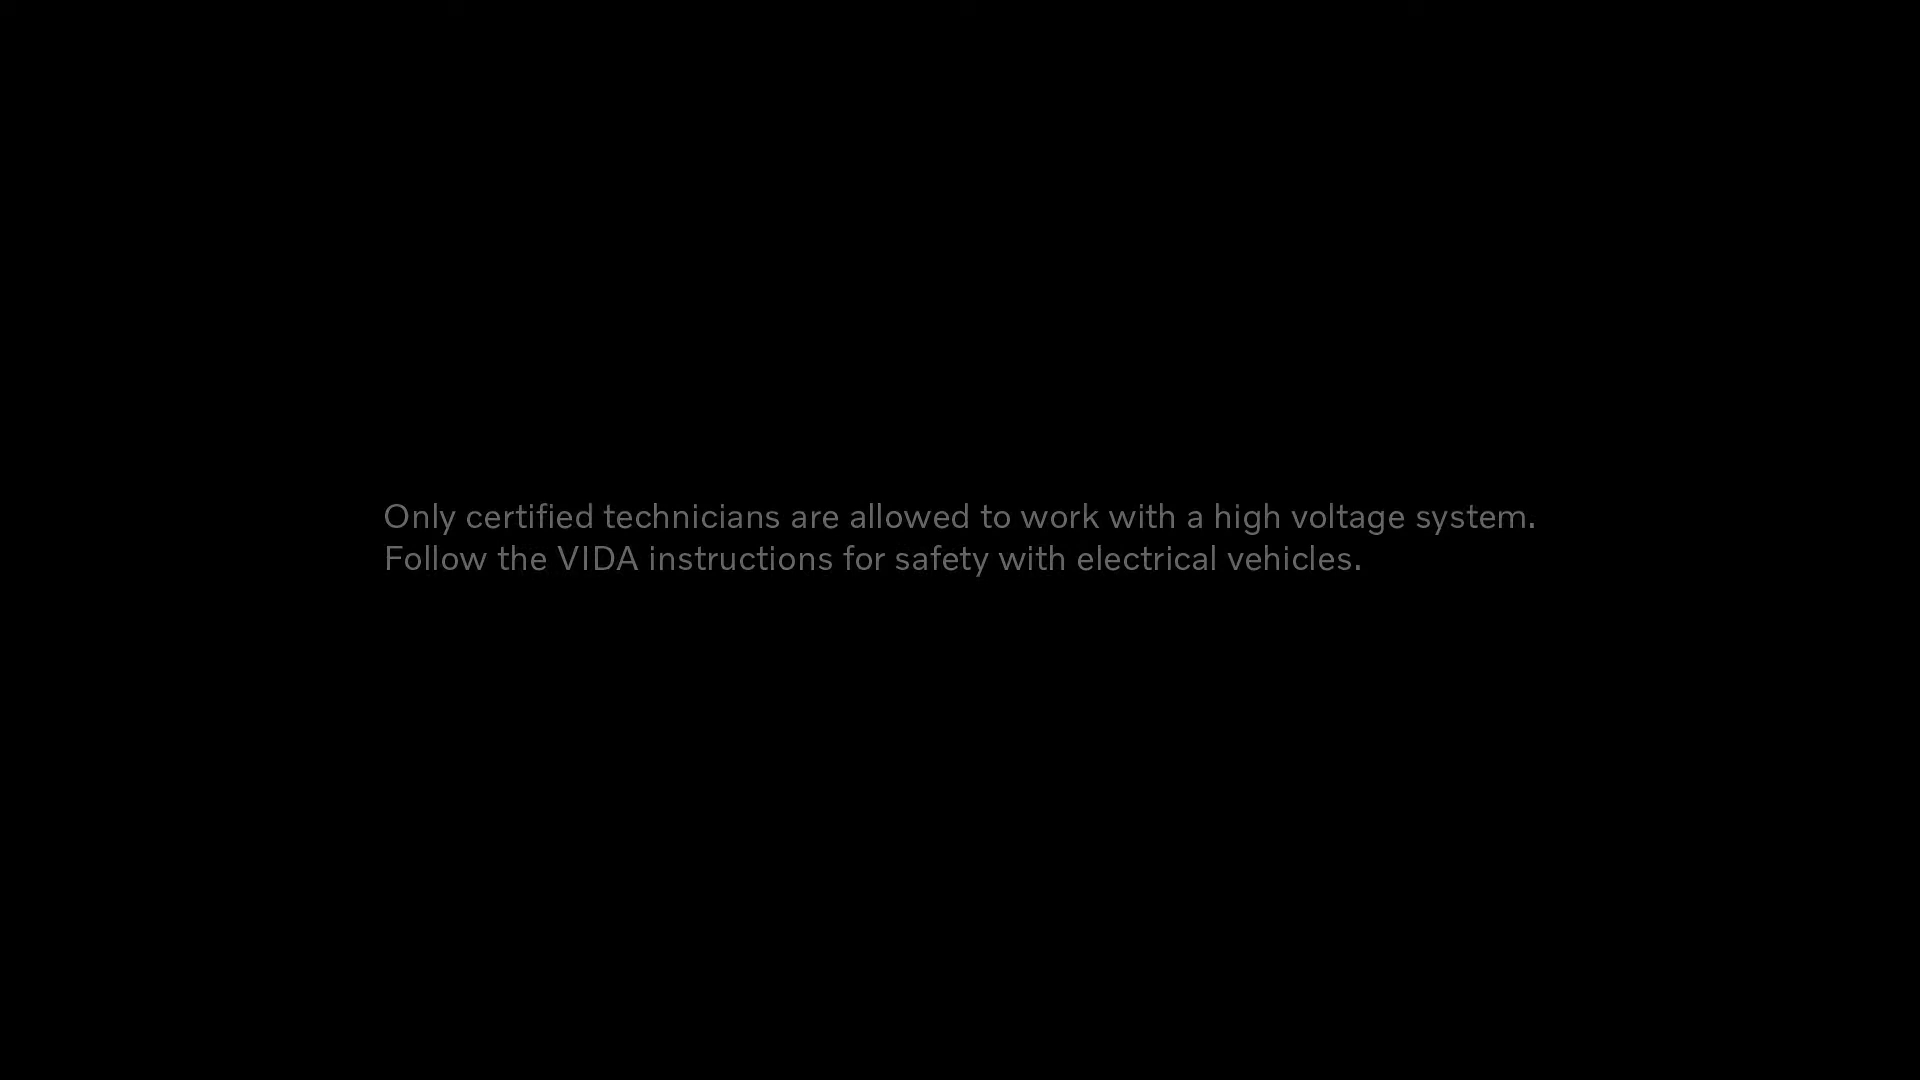 Only certified technicians are allowed to work with a high voltage system.
Follow the VIDA instructions for safety with electrical vehicles.